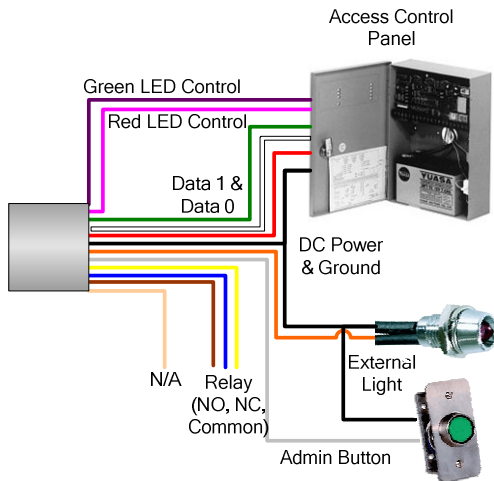 Access Control
Panel
Green LED Control
Red LED Control
YUASA
Data 1 &
Data 0
DC Power
& Ground
External
Light
N/A
Relay
(NO, NC,
Common)
Admin Button